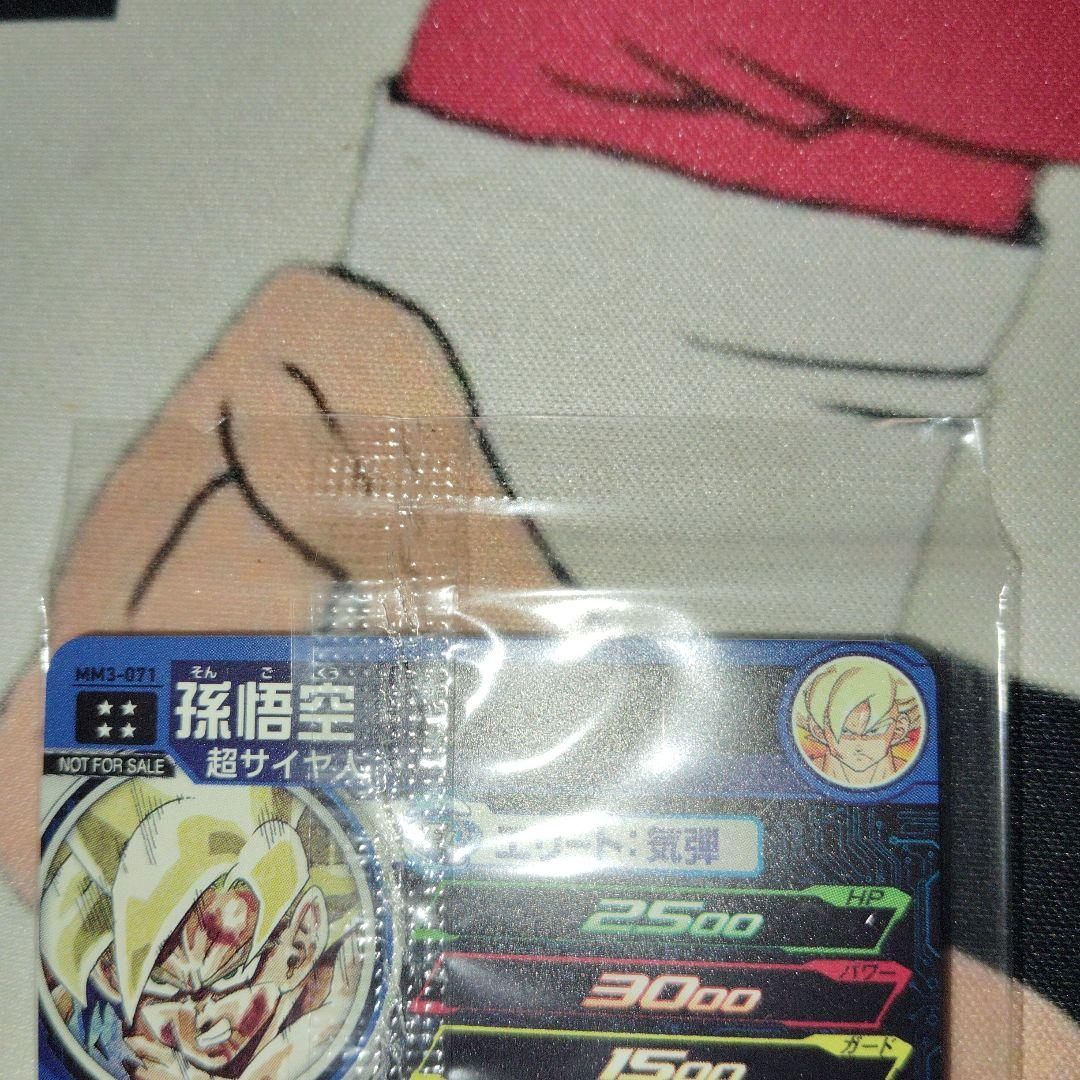 MM3-071
そん ご くう
孫悟空
NOT FOR SALE
超サイヤ人
エリート:気弾
HP
2500
パワー
3000
ガード
1500